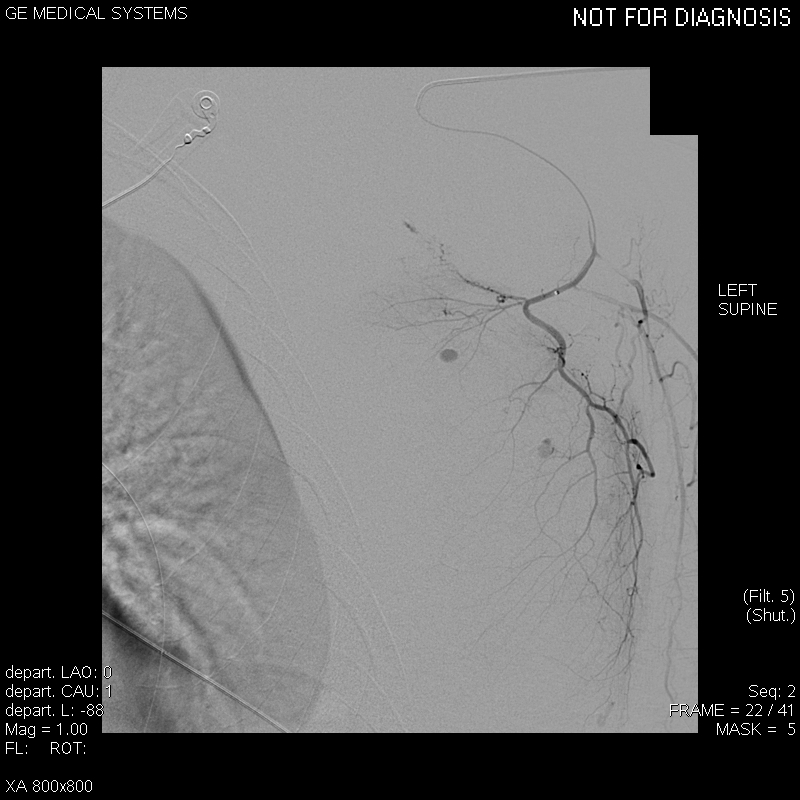 GE MEDICAL SYSTEMS
NOT FOR DIAGNOSIS
LEFT
SUPINE
(Filt. 5)
(Shut.)
depart. LAO: 0
depart. CAU: 1
depart. L: -88
Mag = 1.00
FL: ROT:
Seq: 2
FRAME = 22 / 41
MASK = 5
XA 800x800